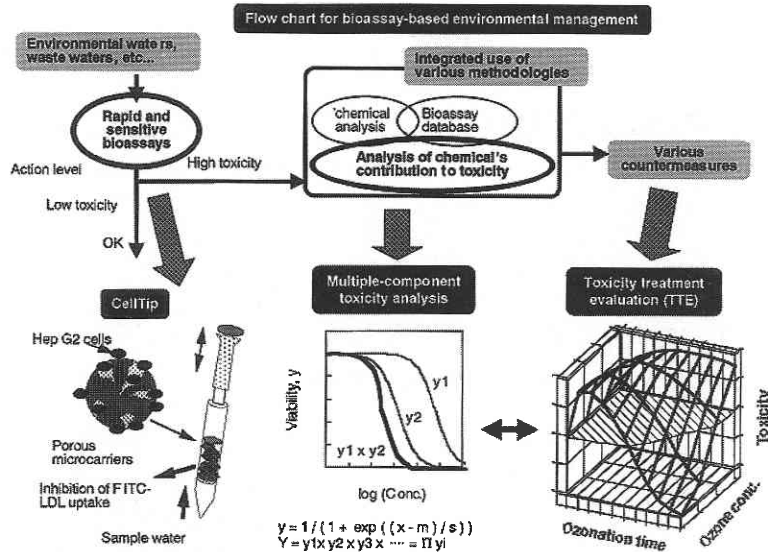 Flow chart for bioassay-based environmental management
Environmental waters,
waste waters, etc...
Integrated use of
various methodologies
Rapid and
sensitive
bioassays
chemical
analysis
Bioassay
database
Analysis of chemical's
contribution to toxicity
Various
countermeasures
Action level
High toxicity
Low toxicity
OK
CellTip
Multiple-component
toxicity analysis
Toxicity treatment
evaluation (TTE)
Hep G2 cells
Porous
microcarriers
Inhibition of FITC-
LDL uptake
Sample water
Viability, y
y1
y2
y1 x y2
log (Conc.)
y = 1 / ( 1 + exp ( ( x - m ) / s ) )
Y = y1x y2 x y3 x ···· = Π yi
Toxicity
Ozone conc.
Ozonation time